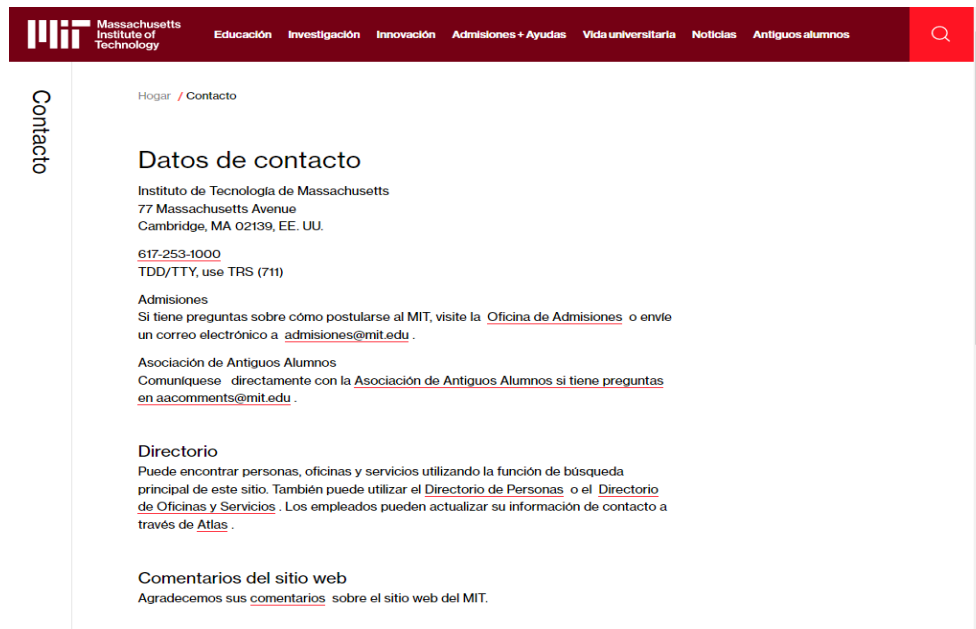 Massachusetts
Institute of
Technology
Educación Investigación Innovación Admisiones + Ayudas Vida universitaria Noticias Antiguos alumnos
Contacto
Hogar / Contacto
Datos de contacto
Instituto de Tecnología de Massachusetts
77 Massachusetts Avenue
Cambridge, MA 02139, EE. UU.
617-253-1000
TDD/TTY, use TRS (711)
Admisiones
Si tiene preguntas sobre cómo postularse al MIT, visite la Oficina de Admisiones o envíe
un correo electrónico a admisiones@mit.edu .
Asociación de Antiguos Alumnos
Comuníquese directamente con la Asociación de Antiguos Alumnos si tiene preguntas
en aacomments@mit.edu .
Directorio
Puede encontrar personas, oficinas y servicios utilizando la función de búsqueda
principal de este sitio. También puede utilizar el Directorio de Personas o el Directorio
de Oficinas y Servicios . Los empleados pueden actualizar su información de contacto a
través de Atlas .
Comentarios del sitio web
Agradecemos sus comentarios sobre el sitio web del MIT.